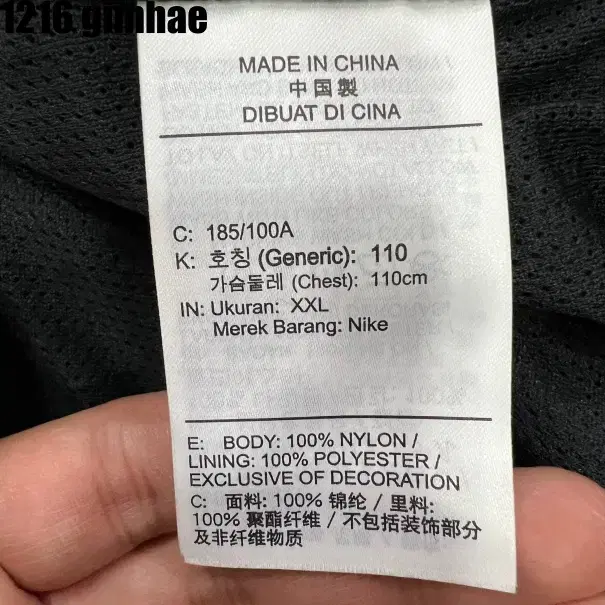 1216 gimhae
MADE IN CHINA
中国製
DIBUAT DI CINA
C: 185/100A
K: 호칭 (Generic): 110
가슴둘레 (Chest): 110cm
IN: Ukuran: XXL
Merek Barang: Nike
E: BODY: 100% NYLON /
LINING: 100% POLYESTER /
EXCLUSIVE OF DECORATION
C: 面料: 100% 锦纶 / 里料:
100% 聚酯纤维 / 不包括装饰部分
及非纤维物质